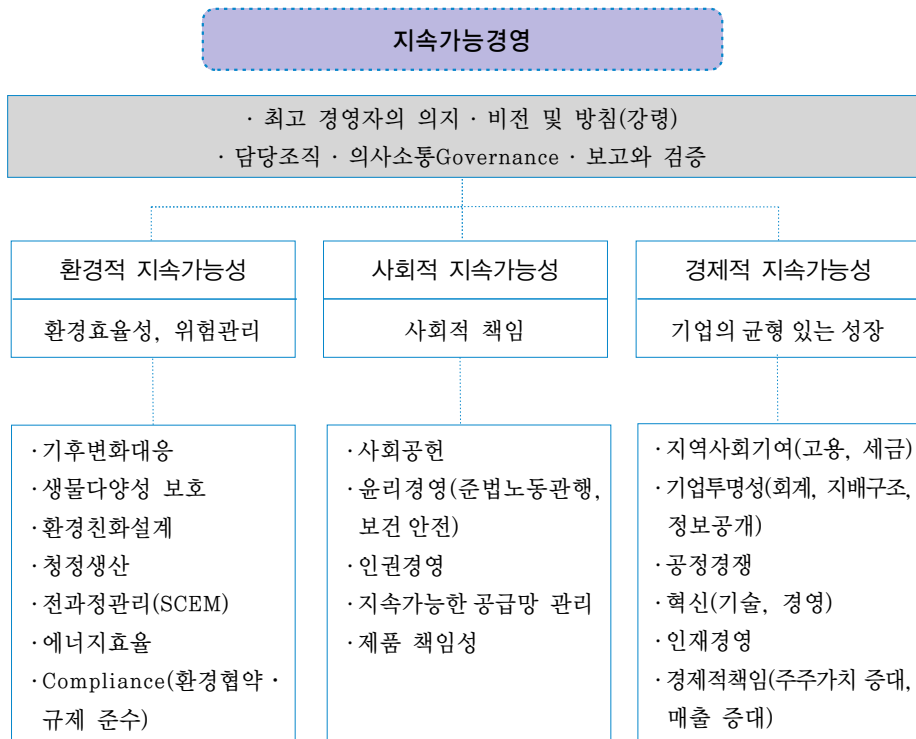 지속가능경영
· 최고 경영자의 의지 · 비전 및 방침(강령)
· 담당조직 · 의사소통Governance · 보고와 검증
환경적 지속가능성
환경효율성, 위험관리
사회적 지속가능성
사회적 책임
경제적 지속가능성
기업의 균형 있는 성장
·기후변화대응
·생물다양성 보호
·환경친화설계
·청정생산
·전과정관리(SCEM)
·에너지효율
·Compliance(환경협약·
규제 준수)
·사회공헌
·윤리경영(준법노동관행,
보건 안전)
·인권경영
·지속가능한 공급망 관리
·제품 책임성
·지역사회기여(고용, 세금)
·기업투명성(회계, 지배구조,
정보공개)
·공정경쟁
·혁신(기술, 경영)
·인재경영
·경제적책임(주주가치 증대,
매출 증대)